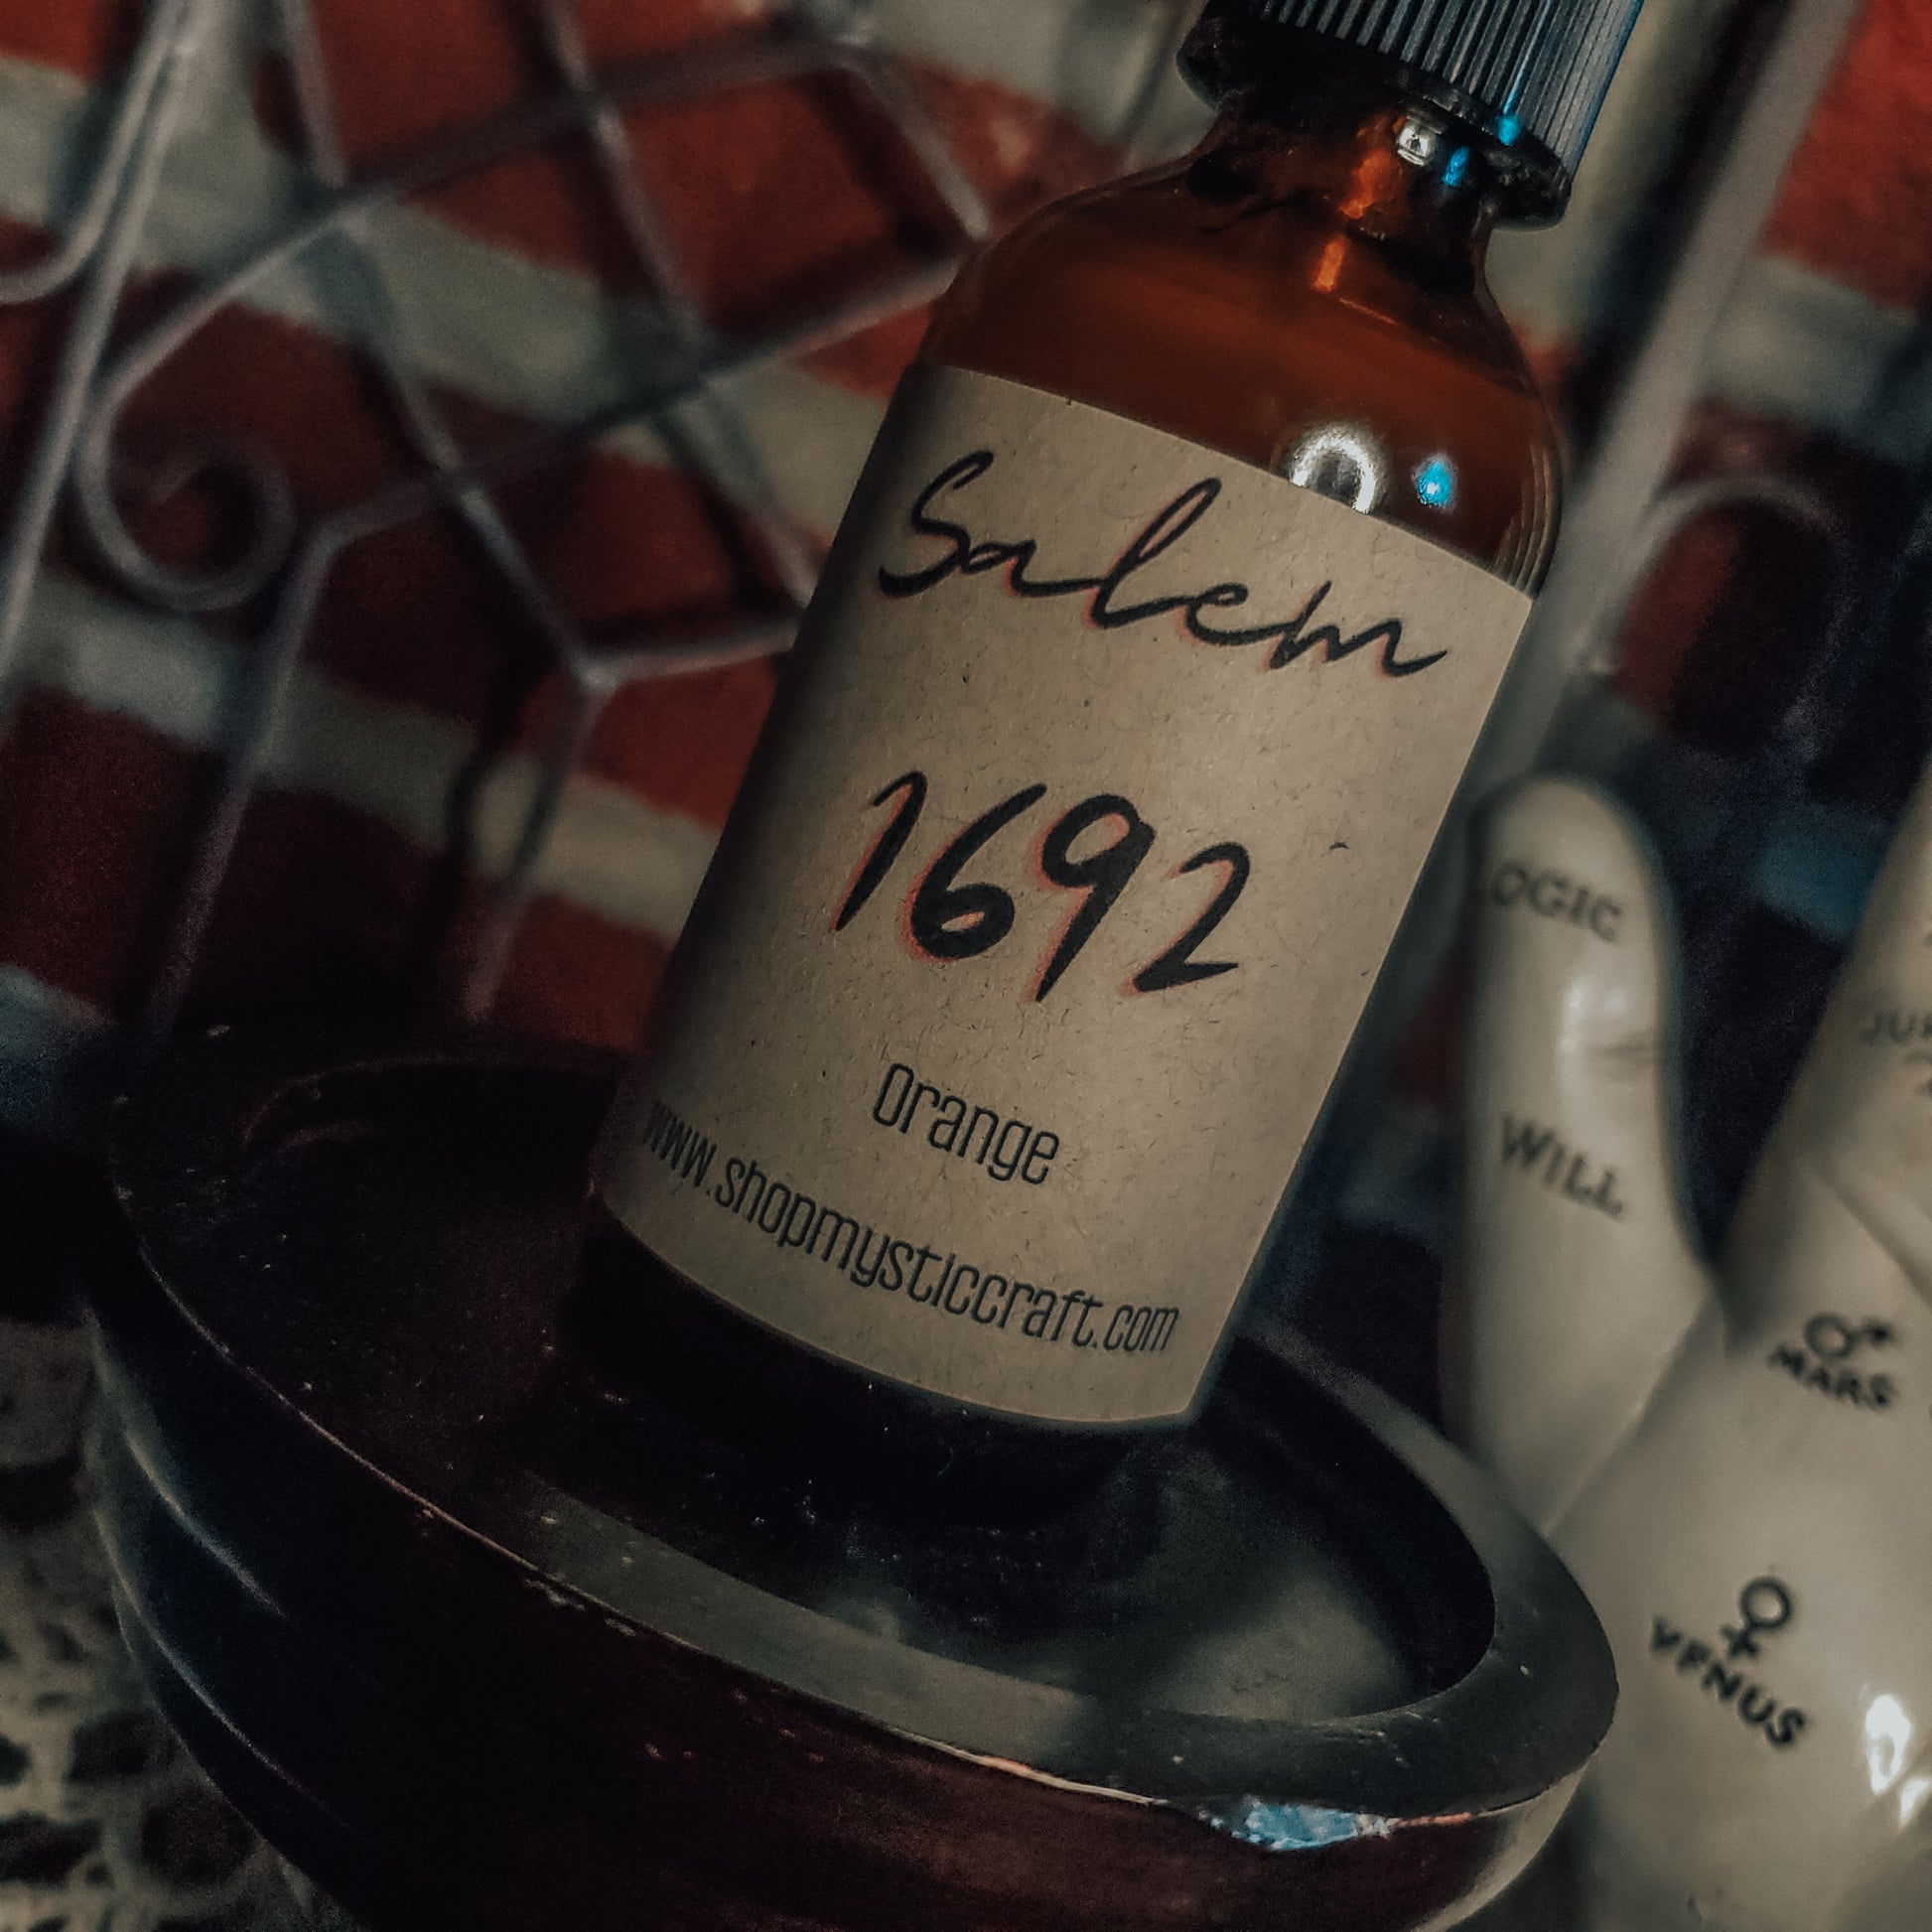 Salem
1692
Orange
www.shopmysticcraft.com
LOGIC
WILL
MARS
VENUS